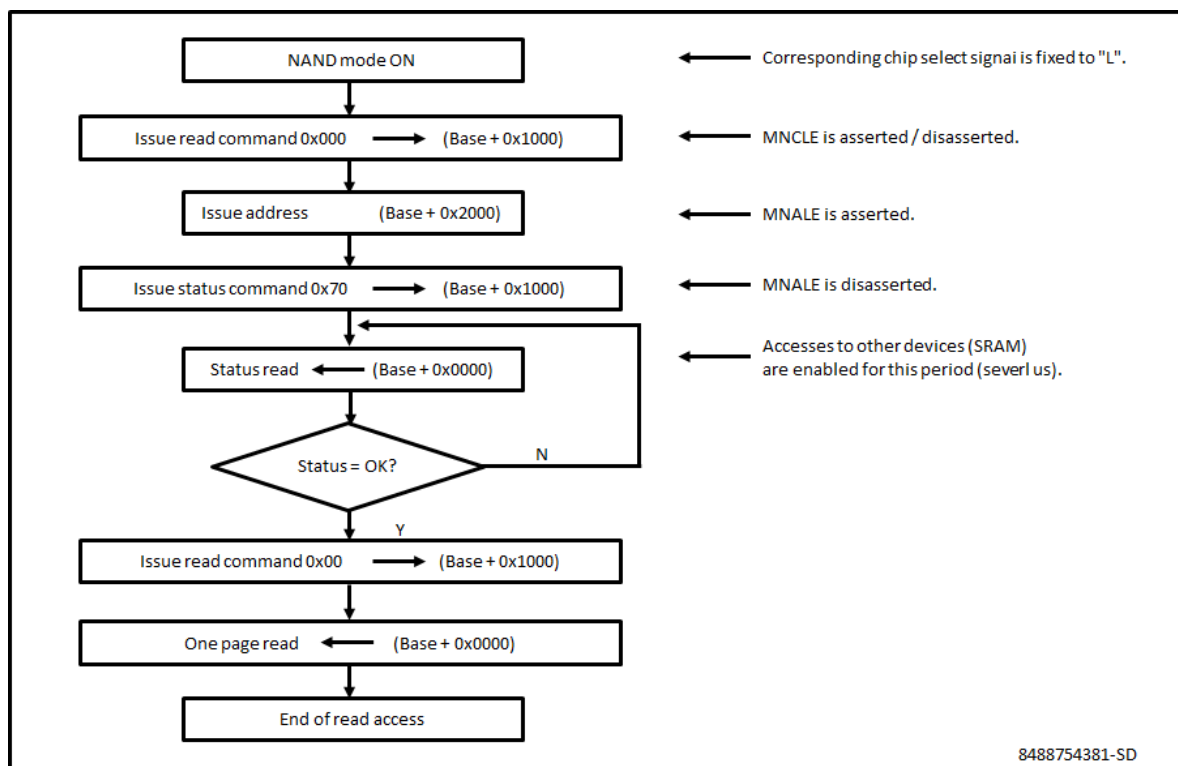 NAND mode ON
Corresponding chip select signai is fixed to "L".
Issue read command 0x000 (Base + 0x1000)
MNCLE is asserted / disasserted.
Issue address (Base + 0x2000)
MNALE is asserted.
Issue status command 0x70 (Base + 0x1000)
MNALE is disasserted.
Status read (Base + 0x0000)
Accesses to other devices (SRAM)
are enabled for this period (severl us).
Status = OK?
N
Y
Issue read command 0x00 (Base + 0x1000)
One page read (Base + 0x0000)
End of read access
8488754381-SD